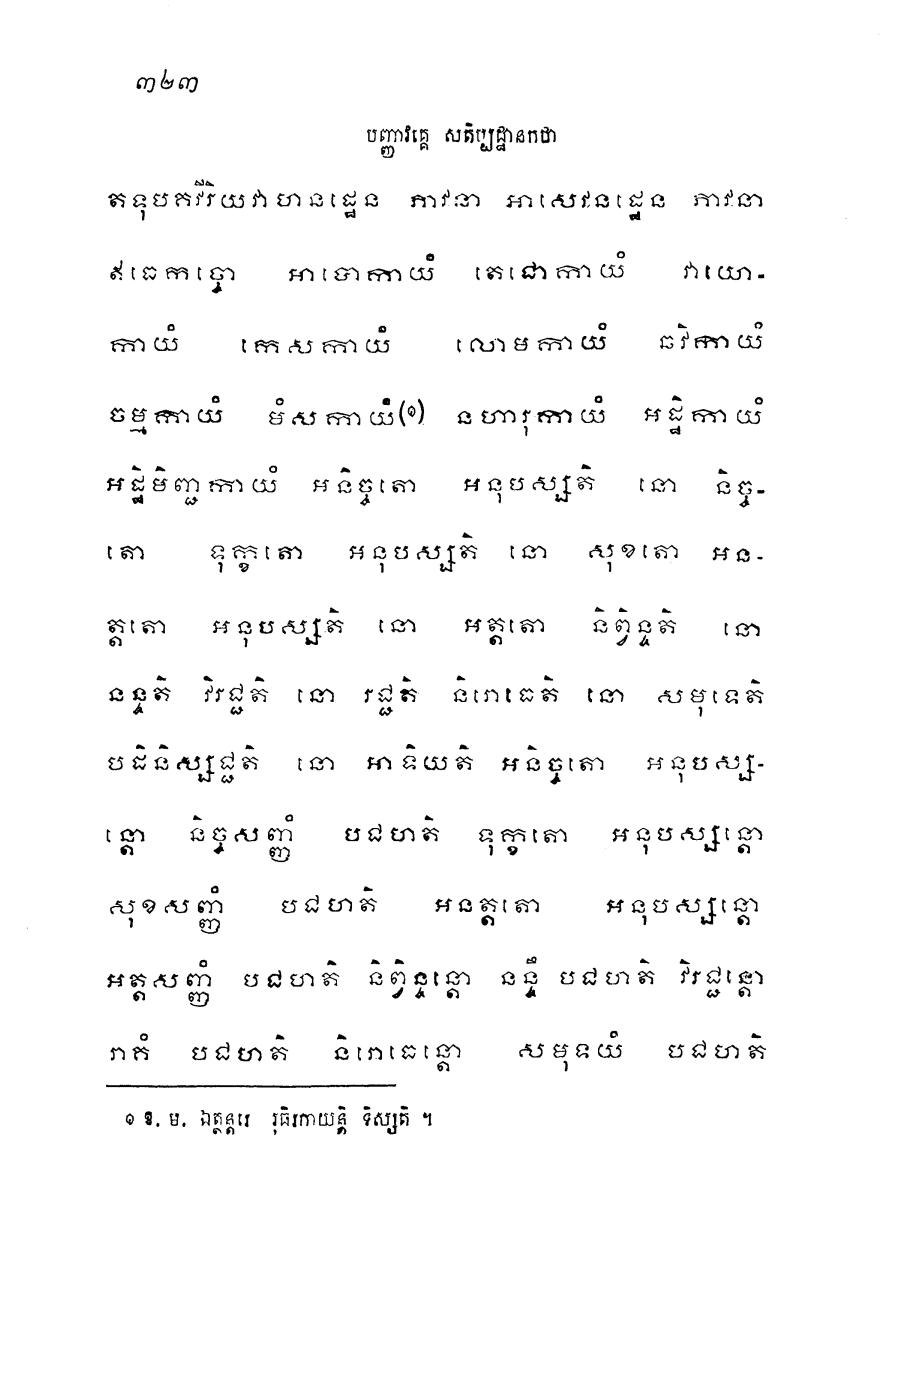 ៣២៣
បញ្ញាវគ្គេ សតិប្បដ្ឋានកថា
តទុបគវីរិយវាហនដ្ឋេន ភាវនា អាសេវនដ្ឋេន ភាវនា
ឥធេកច្ចោ អាបោកាយំ តេជោកាយំ វាយោ-
កាយំ កេសកាយំ លោមកាយំ ឆវិកាយំ
ចម្មកាយំ មំសកាយំ(១) នហារុកាយំ អដ្ឋិកាយំ
អដ្ឋិមិញ្ជកាយំ អនិច្ចតោ អនុបស្សតិ នោ និច្ច-
តោ ទុក្ខតោ អនុបស្សតិ នោ សុខតោ អន-
ត្តតោ អនុបស្សតិ នោ អត្តតោ និព្វិន្ទតិ នោ
នន្ទតិ វិរជ្ជតិ នោ រជ្ជតិ និរោធេតិ នោ សមុទេតិ
បដិនិស្សជ្ជតិ នោ អាទិយតិ អនិច្ចតោ អនុបស្ស-
ន្តោ និច្ចសញ្ញំ បជហតិ ទុក្ខតោ អនុបស្សន្តោ
សុខសញ្ញំ បជហតិ អនត្តតោ អនុបស្សន្តោ
អត្តសញ្ញំ បជហតិ និព្វិន្ទន្តោ នន្ទឹ បជហតិ វិរជ្ជន្តោ
រាគំ បជហតិ និរោធេន្តោ សមុទយំ បជហតិ
១ ឱ. ម. ឯត្ថន្តរេ រុធិរកាយន្តិ ទិស្សតិ ។